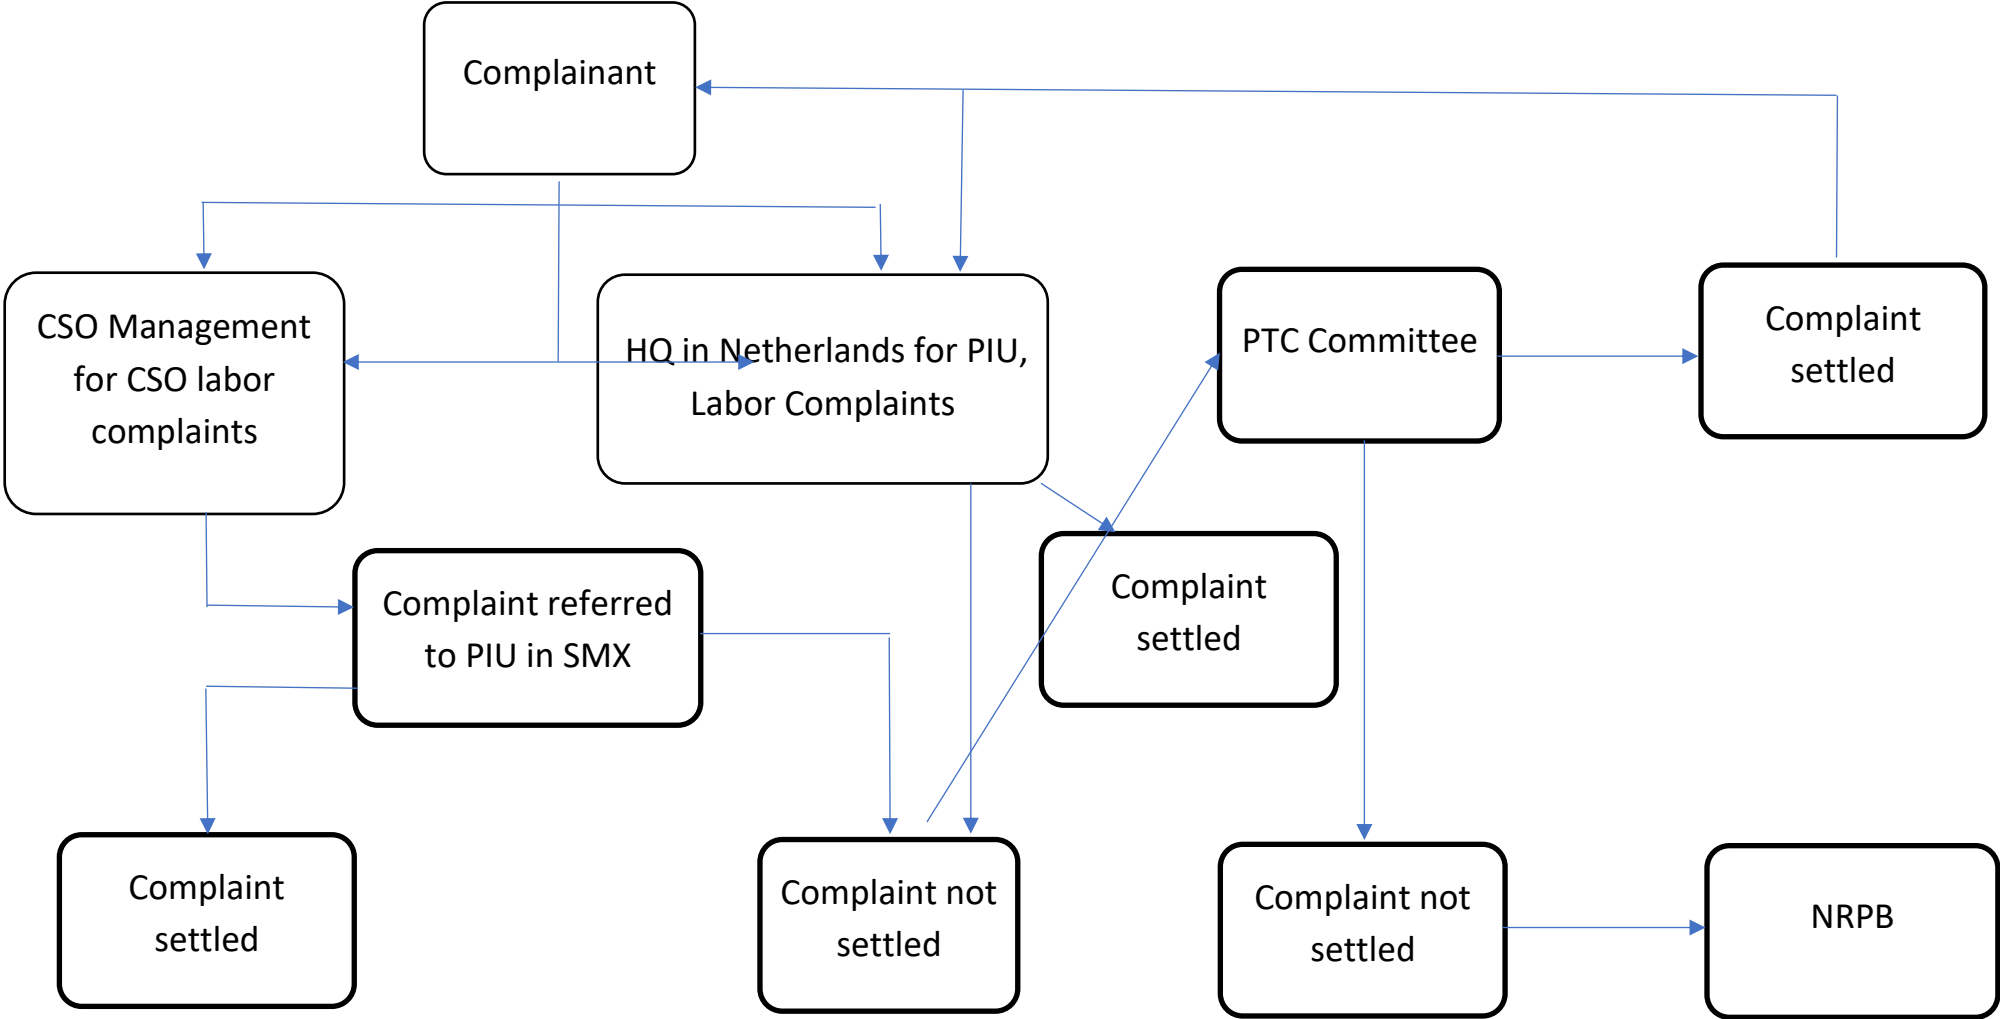 Complainant
CSO Management
for CSO labor
complaints
HQ in Netherlands for PIU,
Labor Complaints
PTC Committee
Complaint
settled
Complaint referred
to PIU in SMX
Complaint
settled
Complaint
settled
Complaint not
settled
Complaint not
settled
NRPB